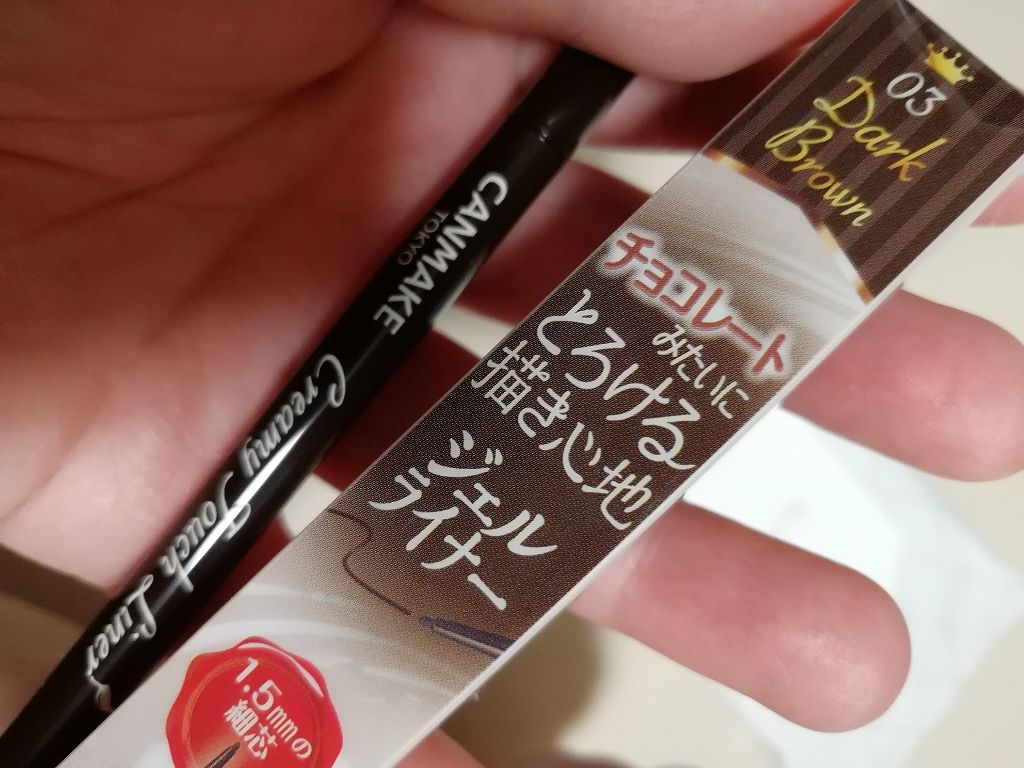 CANMAKE
TOKYO
Creamy Touch Liner
03
Dark
Brown
チョコレート
みたいに
とろける
描き心地
ジェル
ライナー
1.5mmの
細芯